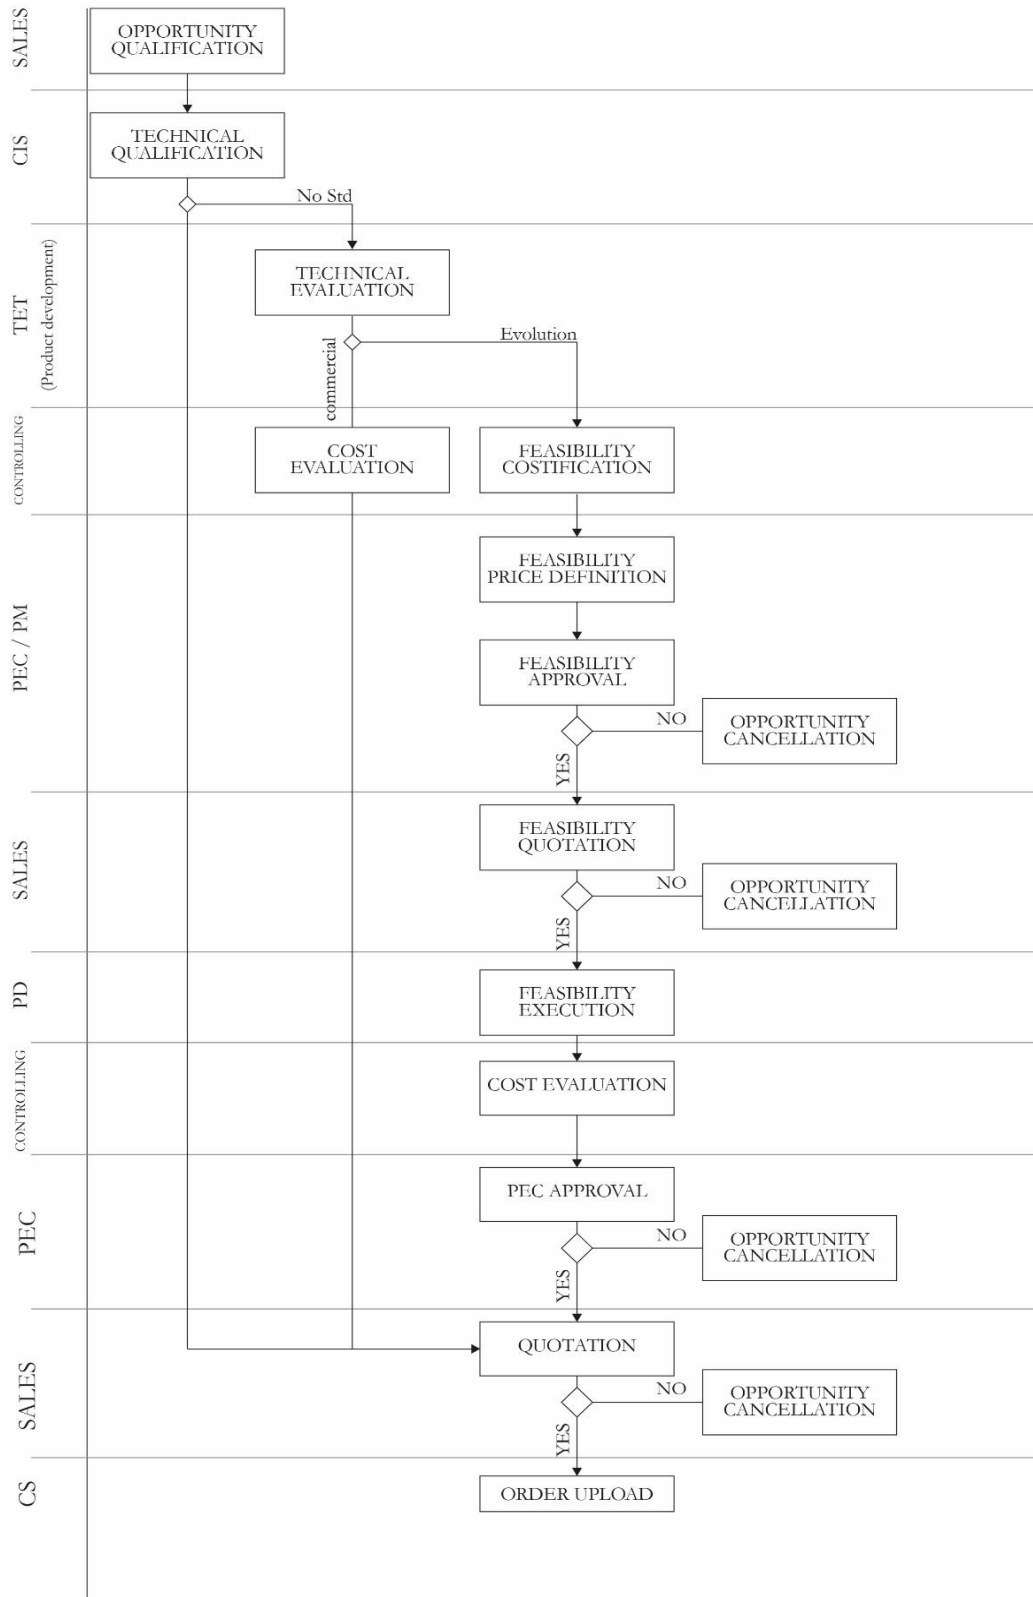 SALES
OPPORTUNITY
QUALIFICATION
CIS
TECHNICAL
QUALIFICATION
No Std
TET
(Product development)
TECHNICAL
EVALUATION
Evolution
commercial
CONTROLLING
COST
EVALUATION
FEASIBILITY
COSTIFICATION
PEC / PM
FEASIBILITY
PRICE DEFINITION
FEASIBILITY
APPROVAL
NO
OPPORTUNITY
CANCELLATION
YES
SALES
FEASIBILITY
QUOTATION
NO
OPPORTUNITY
CANCELLATION
YES
PD
FEASIBILITY
EXECUTION
CONTROLLING
COST EVALUATION
PEC
PEC APPROVAL
NO
OPPORTUNITY
CANCELLATION
YES
SALES
QUOTATION
NO
OPPORTUNITY
CANCELLATION
YES
CS
ORDER UPLOAD